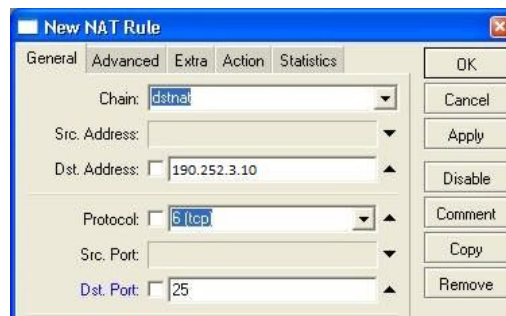 New NAT Rule
General Advanced Extra Action Statistics
Chain: dstnat
Src. Address:
Dst. Address: 190.252.3.10
Protocol: 6 (tcp)
Src. Port:
Dst. Port: 25
OK
Cancel
Apply
Disable
Comment
Copy
Remove